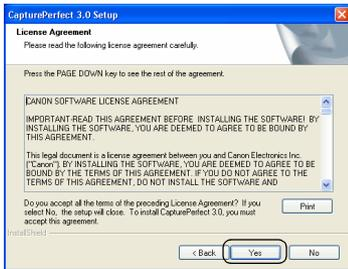 CapturePerfect 3.0 Setup
License Agreement
Please read the following license agreement carefully.
Press the PAGE DOWN key to see the rest of the agreement.
CANON SOFTWARE LICENSE AGREEMENT
IMPORTANT-READ THIS AGREEMENT BEFORE INSTALLING THE SOFTWARE! BY
INSTALLING THE SOFTWARE, YOU ARE DEEMED TO AGREE TO BE BOUND BY
THIS AGREEMENT.
This legal document is a license agreement between you and Canon Electronics Inc.
("Canon"). BY INSTALLING THE SOFTWARE, YOU ARE DEEMED TO AGREE TO BE
BOUND BY THE TERMS OF THIS AGREEMENT. IF YOU DO NOT AGREE TO THE
TERMS OF THIS AGREEMENT, DO NOT INSTALL THE SOFTWARE AND
Do you accept all the terms of the preceding License Agreement? If you
select No, the setup will close. To install CapturePerfect 3.0, you must
accept this agreement.
Print
InstallShield
< Back
Yes
No